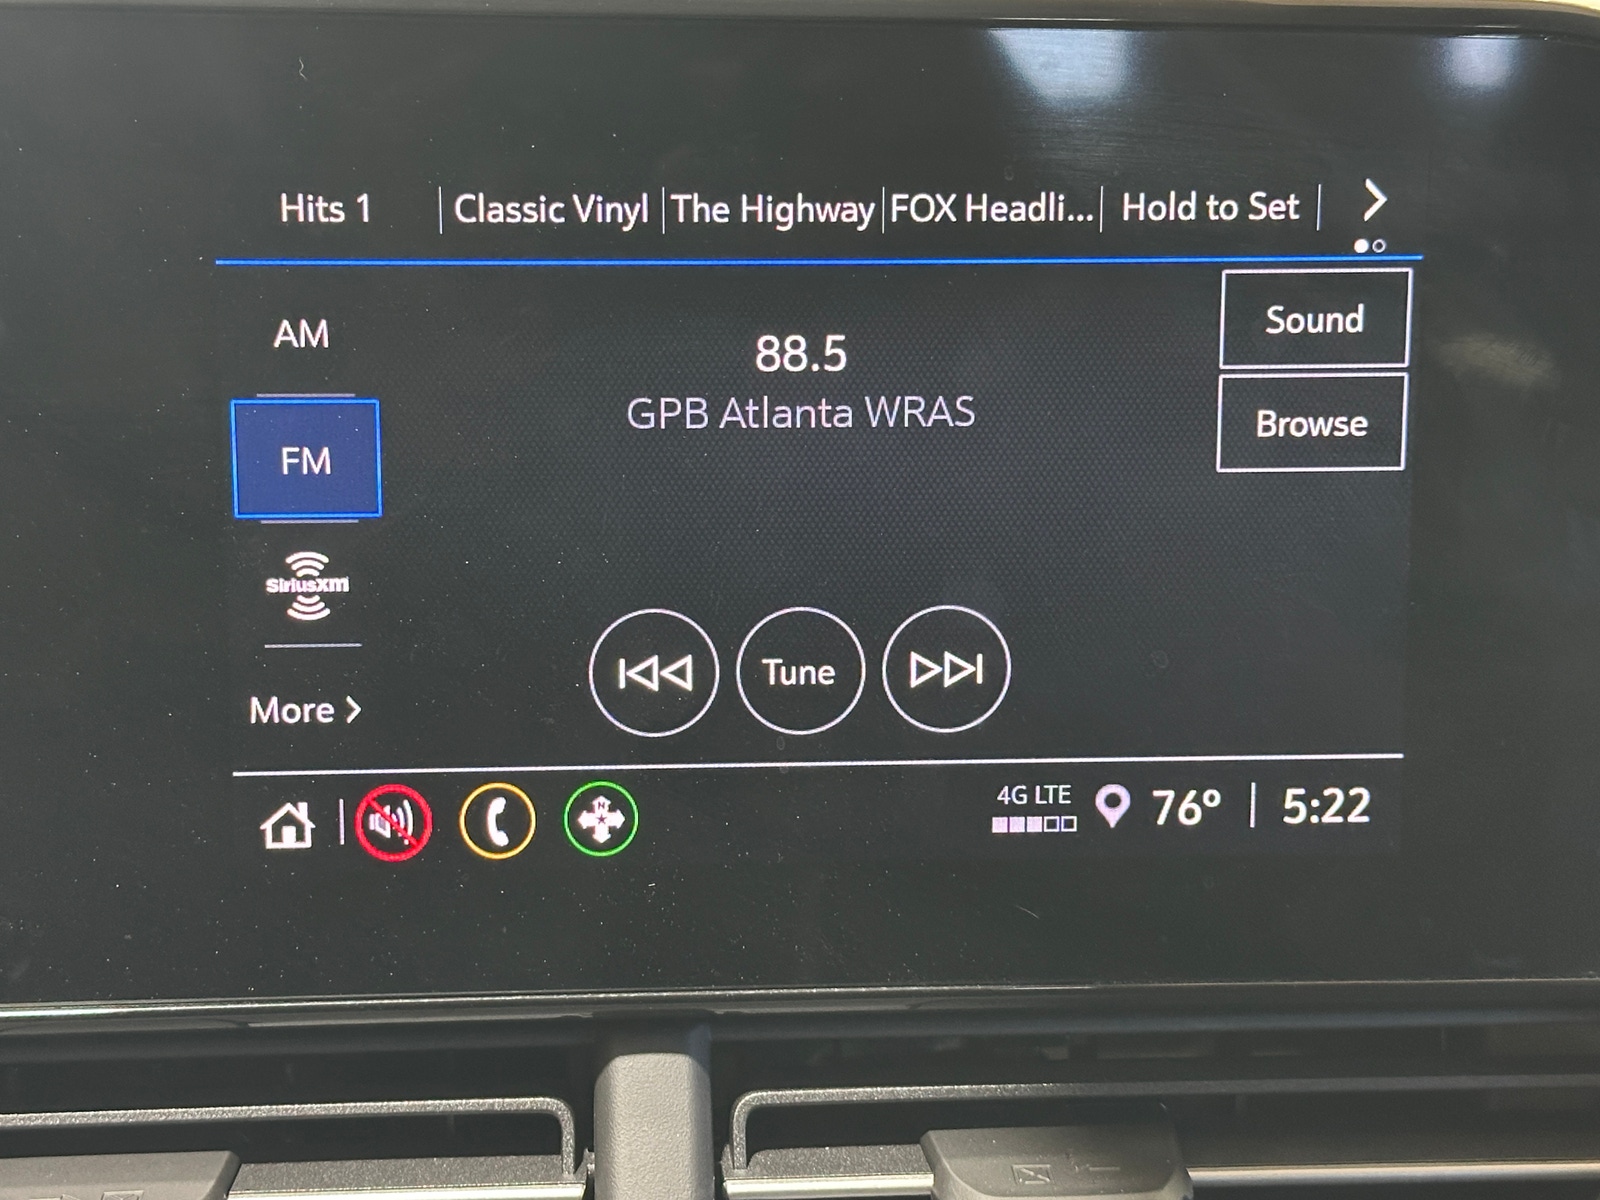 Hits 1 Classic Vinyl The Highway FOX Headli... Hold to Set
AM
88.5
GPB Atlanta WRAS
Sound
Browse
FM
SiriusXM
More
Tune
N
4G LTE
76° 5:22